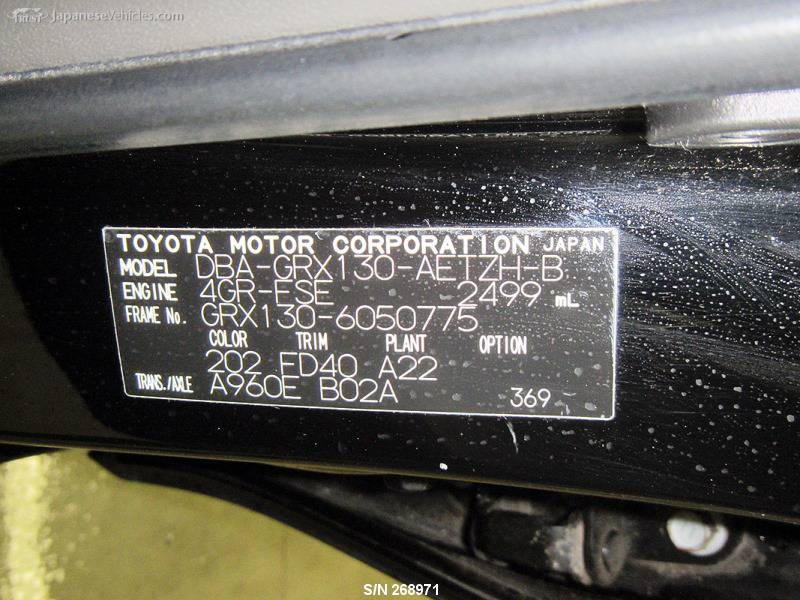 TRUST JapaneseVehicles.com
TOYOTA MOTOR CORPORATION JAPAN
MODEL DBA-GRX130-AETZH-B
ENGINE 4GR-FSE 2499 mL
FRAME No. GRX130-6050775
COLOR TRIM PLANT OPTION
202 FD40 A22
TRANS./AXLE A960E B02A 369
S/N 268971